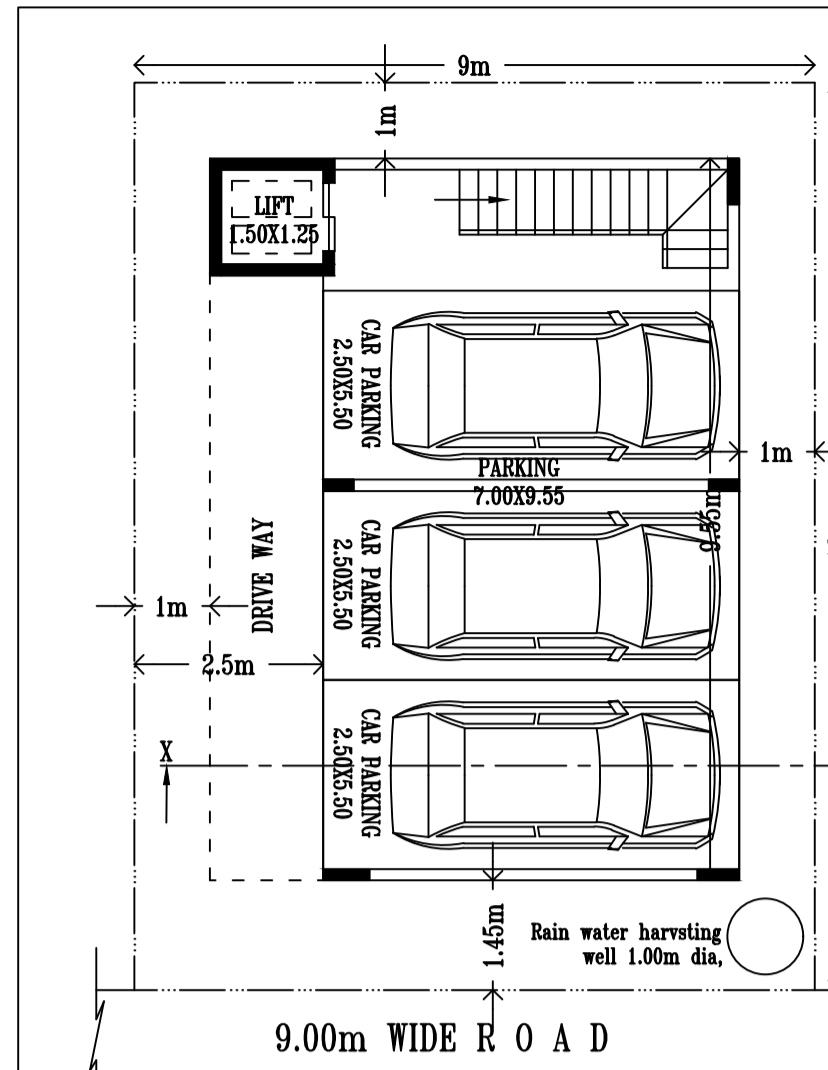 9m
1m
LIFT
1.50X1.25
CAR PARKING
2.50X5.50
1m
PARKING
7.00X9.55
9.55m
CAR PARKING
2.50X5.50
DRIVE WAY
1m
2.5m
CAR PARKING
2.50X5.50
X
1.45m
Rain water harvsting
well 1.00m dia,
9.00m WIDE R O A D